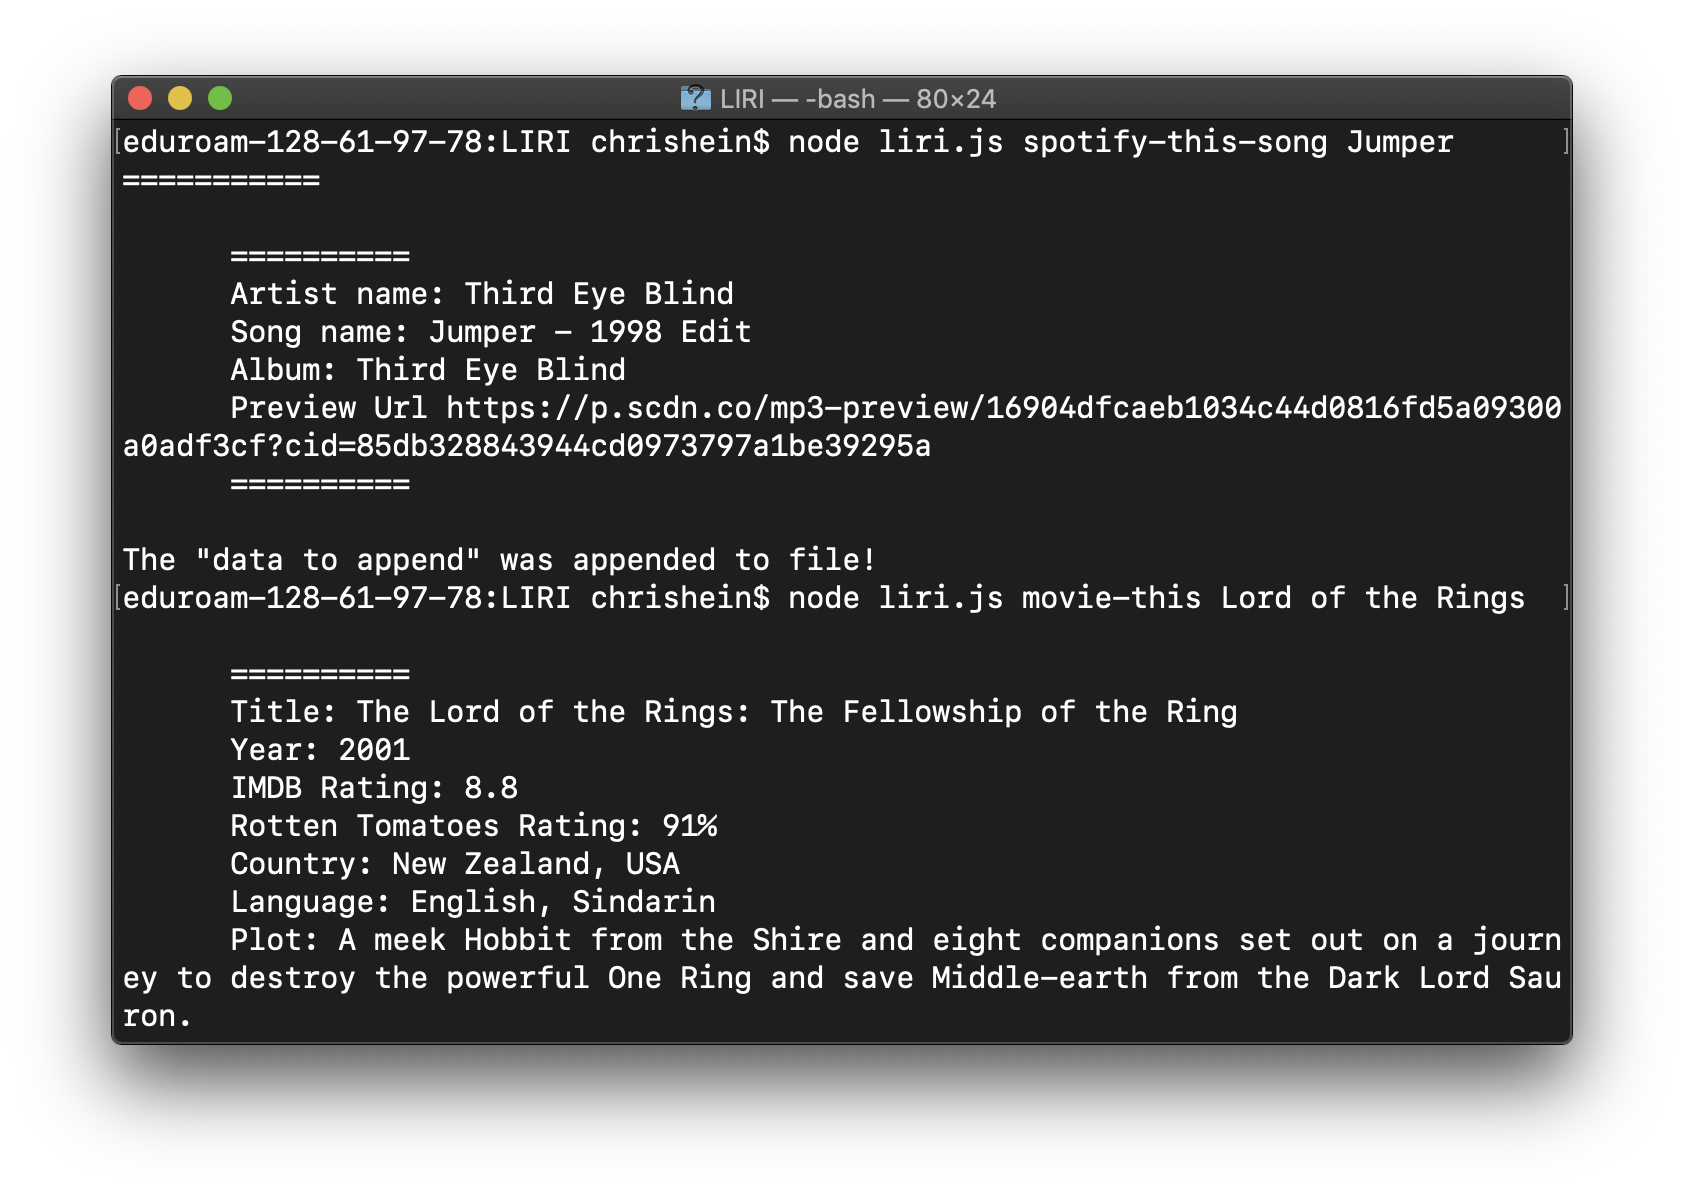 LIRI — -bash — 80×24
[eduroam-128-61-97-78:LIRI chrishein$ node liri.js spotify-this-song Jumper ]
===========
==========
Artist name: Third Eye Blind
Song name: Jumper - 1998 Edit
Album: Third Eye Blind
Preview Url https://p.scdn.co/mp3-preview/16904dfcaeb1034c44d0816fd5a09300
a0adf3cf?cid=85db328843944cd0973797a1be39295a
==========
The "data to append" was appended to file!
[eduroam-128-61-97-78:LIRI chrishein$ node liri.js movie-this Lord of the Rings ]
==========
Title: The Lord of the Rings: The Fellowship of the Ring
Year: 2001
IMDB Rating: 8.8
Rotten Tomatoes Rating: 91%
Country: New Zealand, USA
Language: English, Sindarin
Plot: A meek Hobbit from the Shire and eight companions set out on a journ
ey to destroy the powerful One Ring and save Middle-earth from the Dark Lord Sau
ron.